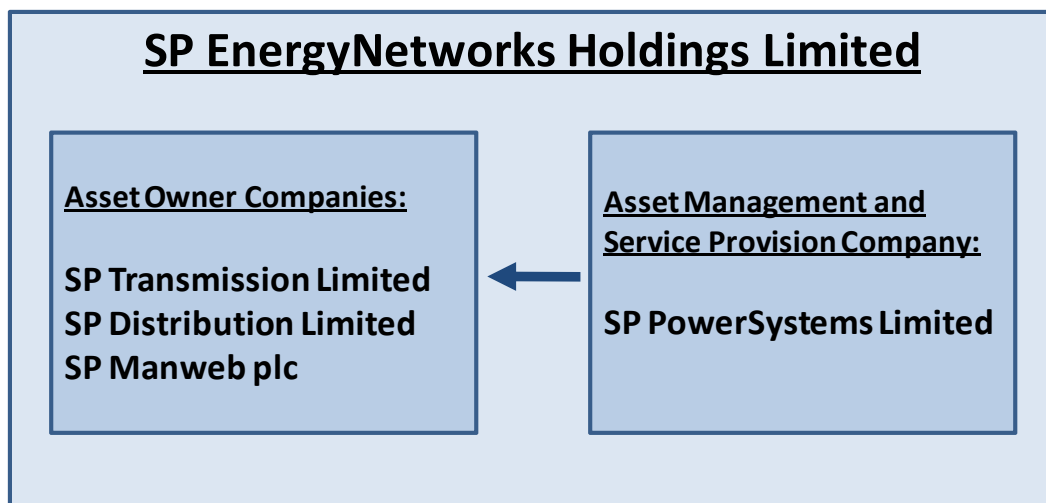 SP EnergyNetworks Holdings Limited
Asset Owner Companies:
SP Transmission Limited
SP Distribution Limited
SP Manweb plc
Asset Management and
Service Provision Company:
SP PowerSystems Limited